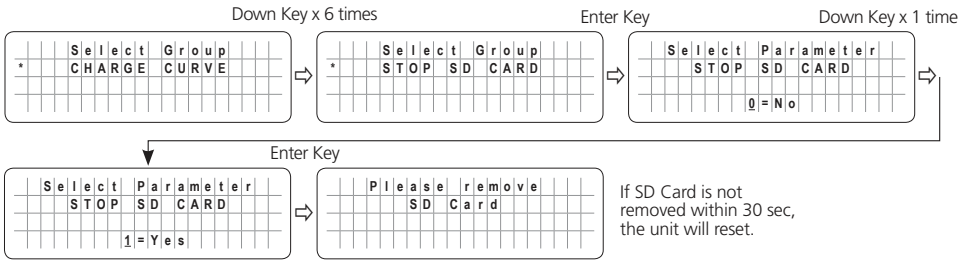 Down Key x 6 times
Enter Key
Down Key x 1 time
Select Group
* CHARGE CURVE
Select Group
* STOP SD CARD
Select Parameter
STOP SD CARD
0=No
Enter Key
Select Parameter
STOP SD CARD
1=Yes
Please remove
SD Card
If SD Card is not
removed within 30 sec,
the unit will reset.